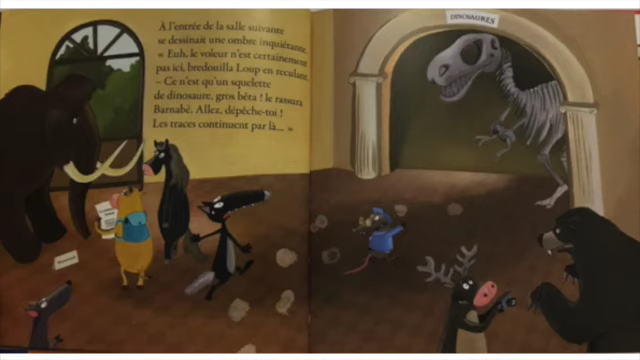 À l'entrée de la salle suivante
se dessinait une ombre inquiétante.
« Euh, le voleur n'est certainement
pas ici, bredouilla Loup en reculant.
– Ce n'est qu'un squelette
de dinosaure, gros bêta ! le rassura
Barnabé. Allez, dépêche-toi !
Les traces continuent par là... »
DINOSAURES